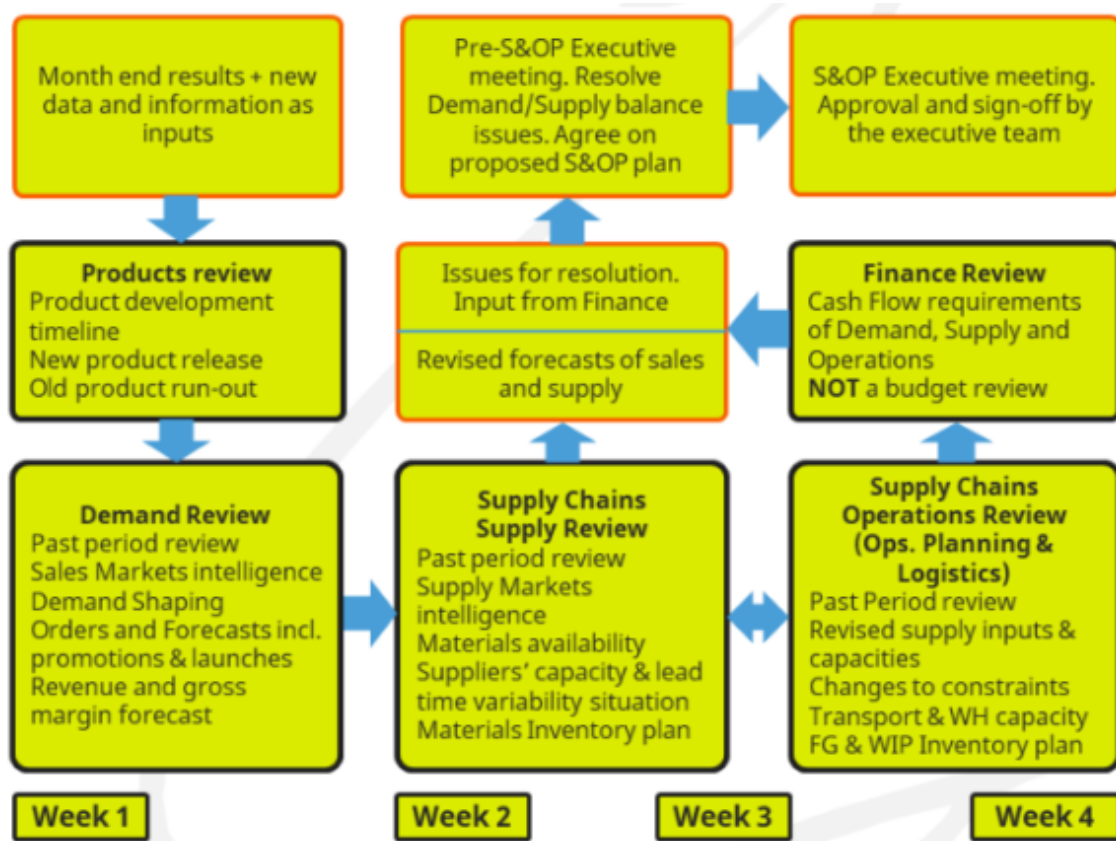 Month end results + new
data and information as
inputs
Pre-S&OP Executive
meeting. Resolve
Demand/Supply balance
issues. Agree on
proposed S&OP plan
S&OP Executive meeting.
Approval and sign-off by
the executive team
Products review
Product development
timeline
New product release
Old product run-out
Issues for resolution.
Input from Finance
Revised forecasts of sales
and supply
Finance Review
Cash Flow requirements
of Demand, Supply and
Operations
NOT a budget review
Demand Review
Past period review
Sales Markets intelligence
Demand Shaping
Orders and Forecasts incl.
promotions & launches
Revenue and gross
margin forecast
Supply Chains
Supply Review
Past period review
Supply Markets
intelligence
Materials availability
Suppliers’ capacity & lead
time variability situation
Materials Inventory plan
Supply Chains
Operations Review
(Ops. Planning &
Logistics)
Past Period review
Revised supply inputs &
capacities
Changes to constraints
Transport & WH capacity
FG & WIP Inventory plan
Week 1
Week 2
Week 3
Week 4